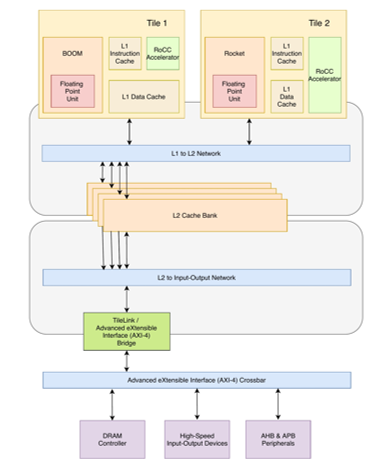 Tile 1
BOOM
Floating
Point
Unit
L1
Instruction
Cache
RoCC
Accelerator
L1 Data Cache
Tile 2
Rocket
Floating
Point
Unit
L1
Instruction
Cache
L1
Data
Cache
RoCC
Accelerator
L1 to L2 Network
L2 Cache Bank
L2 to Input-Output Network
TileLink /
Advanced eXtensible
Interface (AXI-4)
Bridge
Advanced eXtensible Interface (AXI-4) Crossbar
DRAM
Controller
High-Speed
Input-Output Devices
AHB & APB
Peripherals